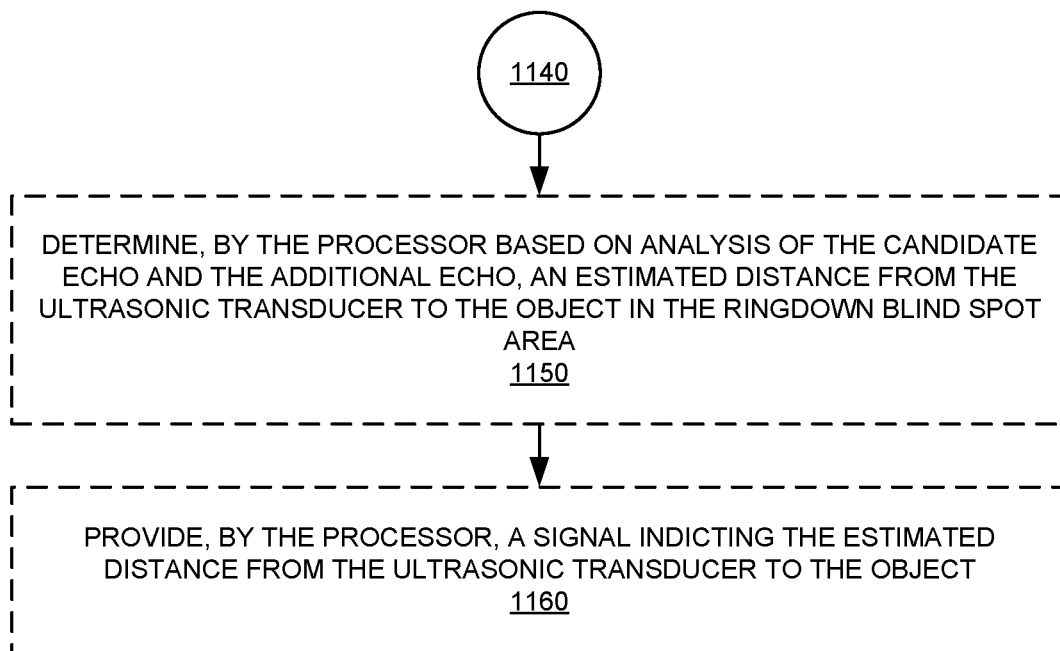 1140
DETERMINE, BY THE PROCESSOR BASED ON ANALYSIS OF THE CANDIDATE
ECHO AND THE ADDITIONAL ECHO, AN ESTIMATED DISTANCE FROM THE
ULTRASONIC TRANSDUCER TO THE OBJECT IN THE RINGDOWN BLIND SPOT
AREA
1150
PROVIDE, BY THE PROCESSOR, A SIGNAL INDICTING THE ESTIMATED
DISTANCE FROM THE ULTRASONIC TRANSDUCER TO THE OBJECT
1160